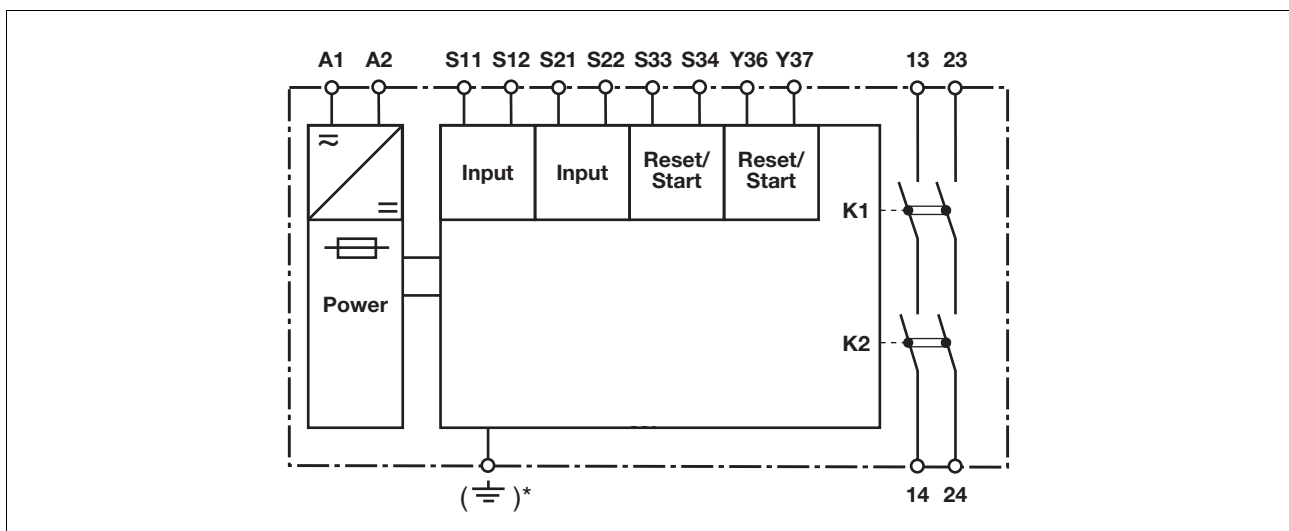 A1 A2 S11 S12 S21 S22 S33 S34 Y36 Y37 13 23
Input Input Reset/ Reset/
Start Start
K1
Power
K2
( )*
14 24